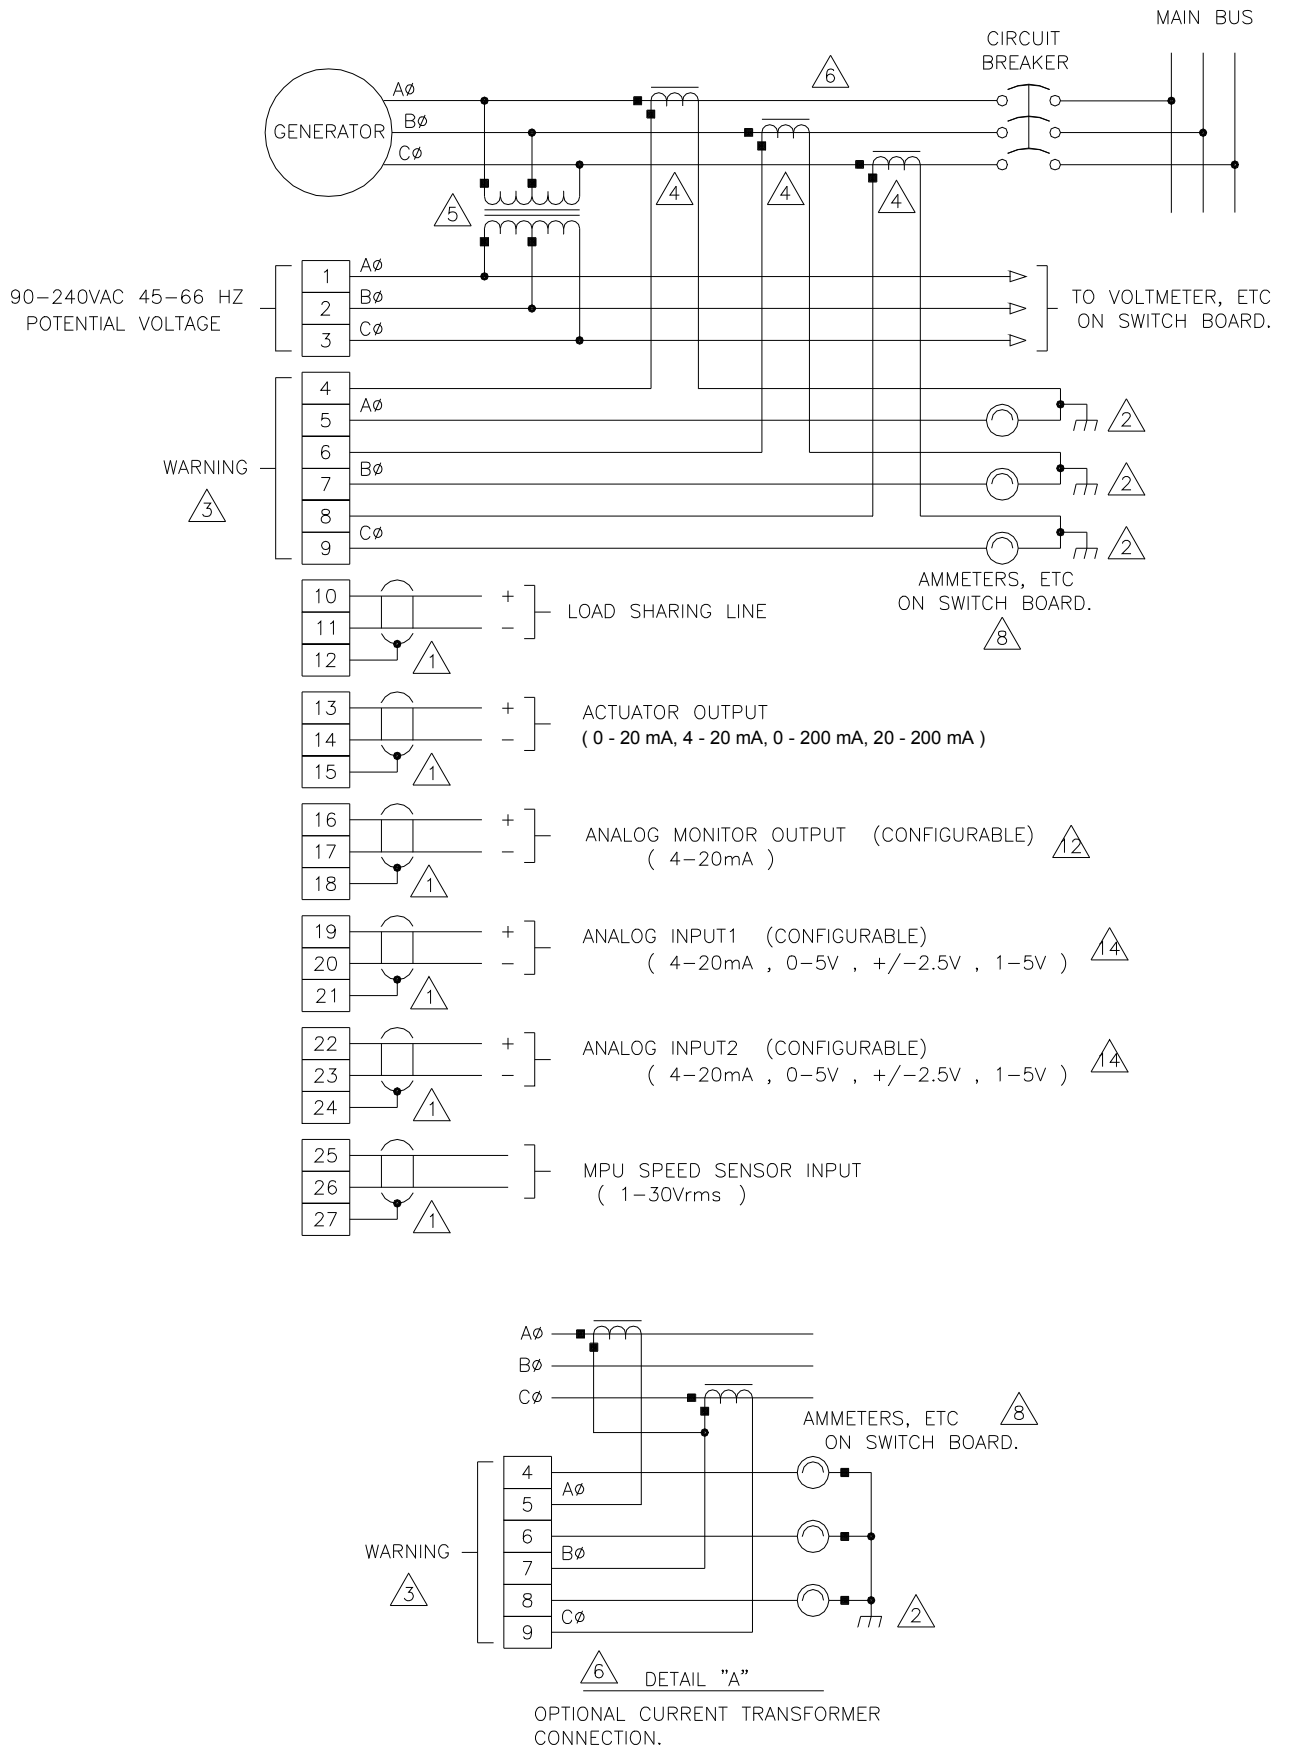 MAIN BUS
CIRCUIT
BREAKER
6
AØ
BØ
CØ
GENERATOR
4
4
4
5
90-240VAC 45-66 HZ
POTENTIAL VOLTAGE
1
2
3
AØ
BØ
CØ
TO VOLTMETER, ETC
ON SWITCH BOARD.
WARNING
3
4
5
6
7
8
9
AØ
BØ
CØ
2
2
2
AMMETERS, ETC
ON SWITCH BOARD.
8
10
11
12
+
-
1
LOAD SHARING LINE
13
14
15
+
-
1
ACTUATOR OUTPUT
( 0 - 20 mA, 4 - 20 mA, 0 - 200 mA, 20 - 200 mA )
16
17
18
+
-
1
ANALOG MONITOR OUTPUT (CONFIGURABLE)
( 4-20mA )
12
19
20
21
+
-
1
ANALOG INPUT1 (CONFIGURABLE)
( 4-20mA , 0-5V , +/-2.5V , 1-5V )
14
22
23
24
+
-
1
ANALOG INPUT2 (CONFIGURABLE)
( 4-20mA , 0-5V , +/-2.5V , 1-5V )
14
25
26
27
1
MPU SPEED SENSOR INPUT
( 1-30Vrms )
AØ
BØ
CØ
AMMETERS, ETC
ON SWITCH BOARD.
8
WARNING
3
4
5
6
7
8
9
AØ
BØ
CØ
2
6
DETAIL "A"
OPTIONAL CURRENT TRANSFORMER
CONNECTION.